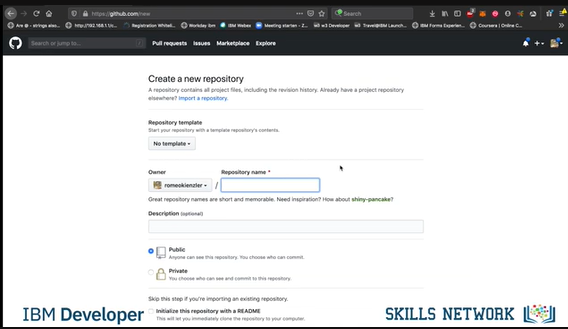 https://github.com/new
Search
Are ∅ - strings alw...
http://192.168.1.1/c...
Registration Whiteli...
Workday ibm
IBM Webex
Meeting starten - Z...
w3 Developer
Travel@IBM Launch...
IBM Forms Experien...
Coursera | Online C...
Search or jump to...
Pull requests Issues Marketplace Explore
Create a new repository
A repository contains all project files, including the revision history. Already have a project repository
elsewhere? Import a repository.
Repository template
Start your repository with a template repository's contents.
No template
Owner
Repository name *
romeokienzler
/
Great repository names are short and memorable. Need inspiration? How about shiny-pancake?
Description (optional)
Public
Anyone can see this repository. You choose who can commit.
Private
You choose who can see and commit to this repository.
Skip this step if you're importing an existing repository.
Initialize this repository with a README
This will let you immediately clone the repository to your computer.
IBM Developer
SKILLS NETWORK